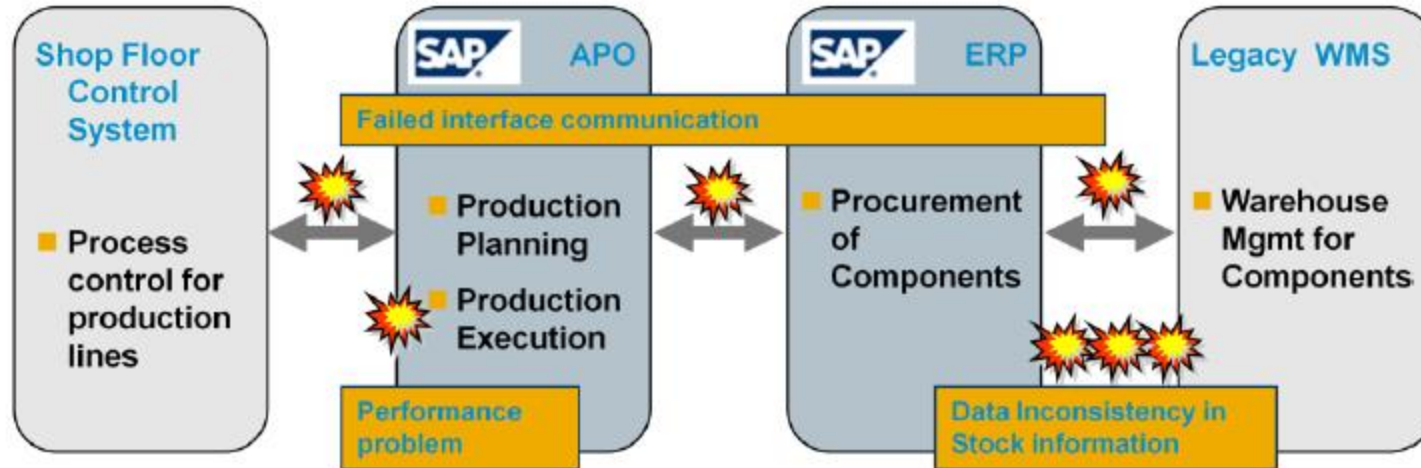 Shop Floor
Control
System
Process
control for
production
lines
SAP
APO
Failed interface communication
Production
Planning
Production
Execution
Performance
problem
SAP
ERP
Procurement
of
Components
Data Inconsistency in
Stock information
Legacy WMS
Warehouse
Mgmt for
Components